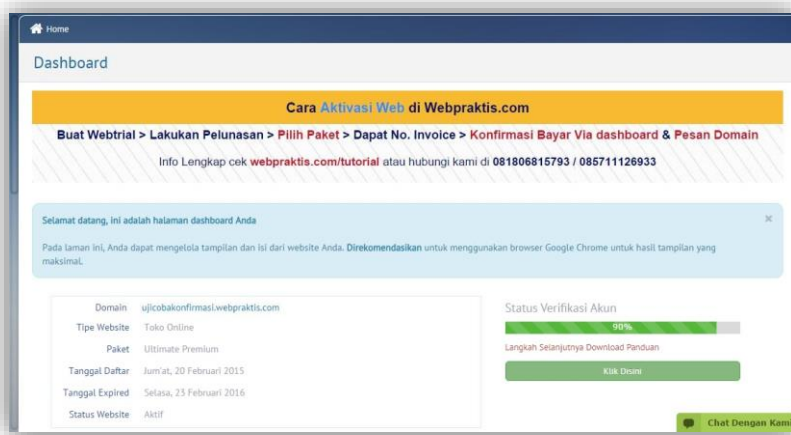 Home
Dashboard
Cara Aktivasi Web di Webpraktis.com
Buat Webtrial > Lakukan Pelunasan > Pilih Paket > Dapat No. Invoice > Konfirmasi Bayar Via dashboard & Pesan Domain
Info Lengkap cek webpraktis.com/tutorial atau hubungi kami di 081806815793 / 085711126933
Selamat datang, ini adalah halaman dashboard Anda
Pada laman ini, Anda dapat mengelola tampilan dan isi dari website Anda. Direkomendasikan untuk menggunakan browser Google Chrome untuk hasil tampilan yang
maksimal.
Domain ujicobakonfirmasi.webpraktis.com
Tipe Website Toko Online
Paket Ultimate Premium
Tanggal Daftar Jum'at, 20 Februari 2015
Tanggal Expired Selasa, 23 Februari 2016
Status Website Aktif
Status Verifikasi Akun
90%
Langkah Selanjutnya Download Panduan
Klik Disini
Chat Dengan Kami